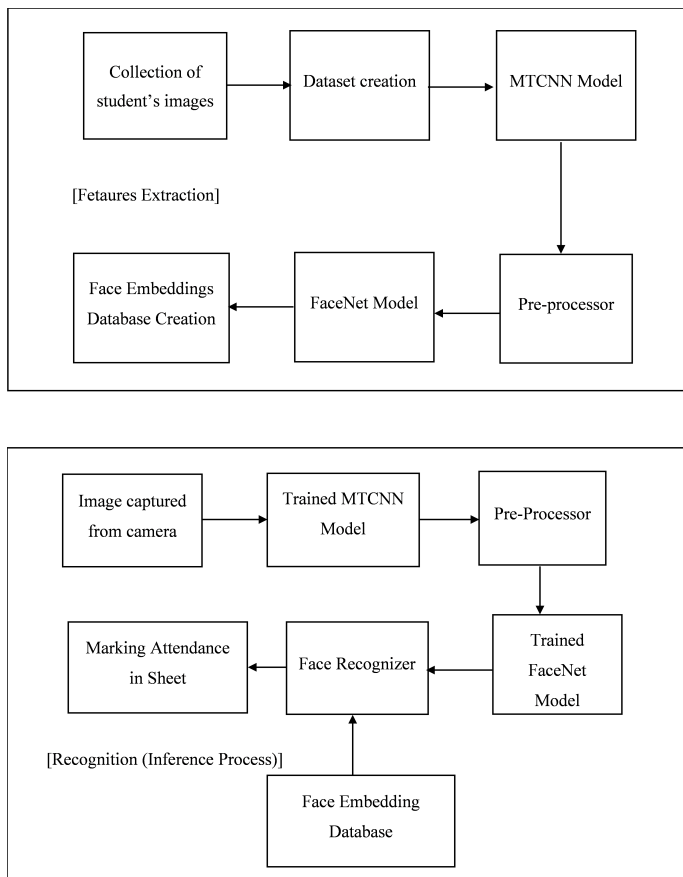 Collection of
student's images
Dataset creation
MTCNN Model
[Fetaures Extraction]
Face Embeddings
Database Creation
FaceNet Model
Pre-processor
Image captured
from camera
Trained MTCNN
Model
Pre-Processor
Marking Attendance
in Sheet
Face Recognizer
Trained
FaceNet
Model
[Recognition (Inference Process)]
Face Embedding
Database